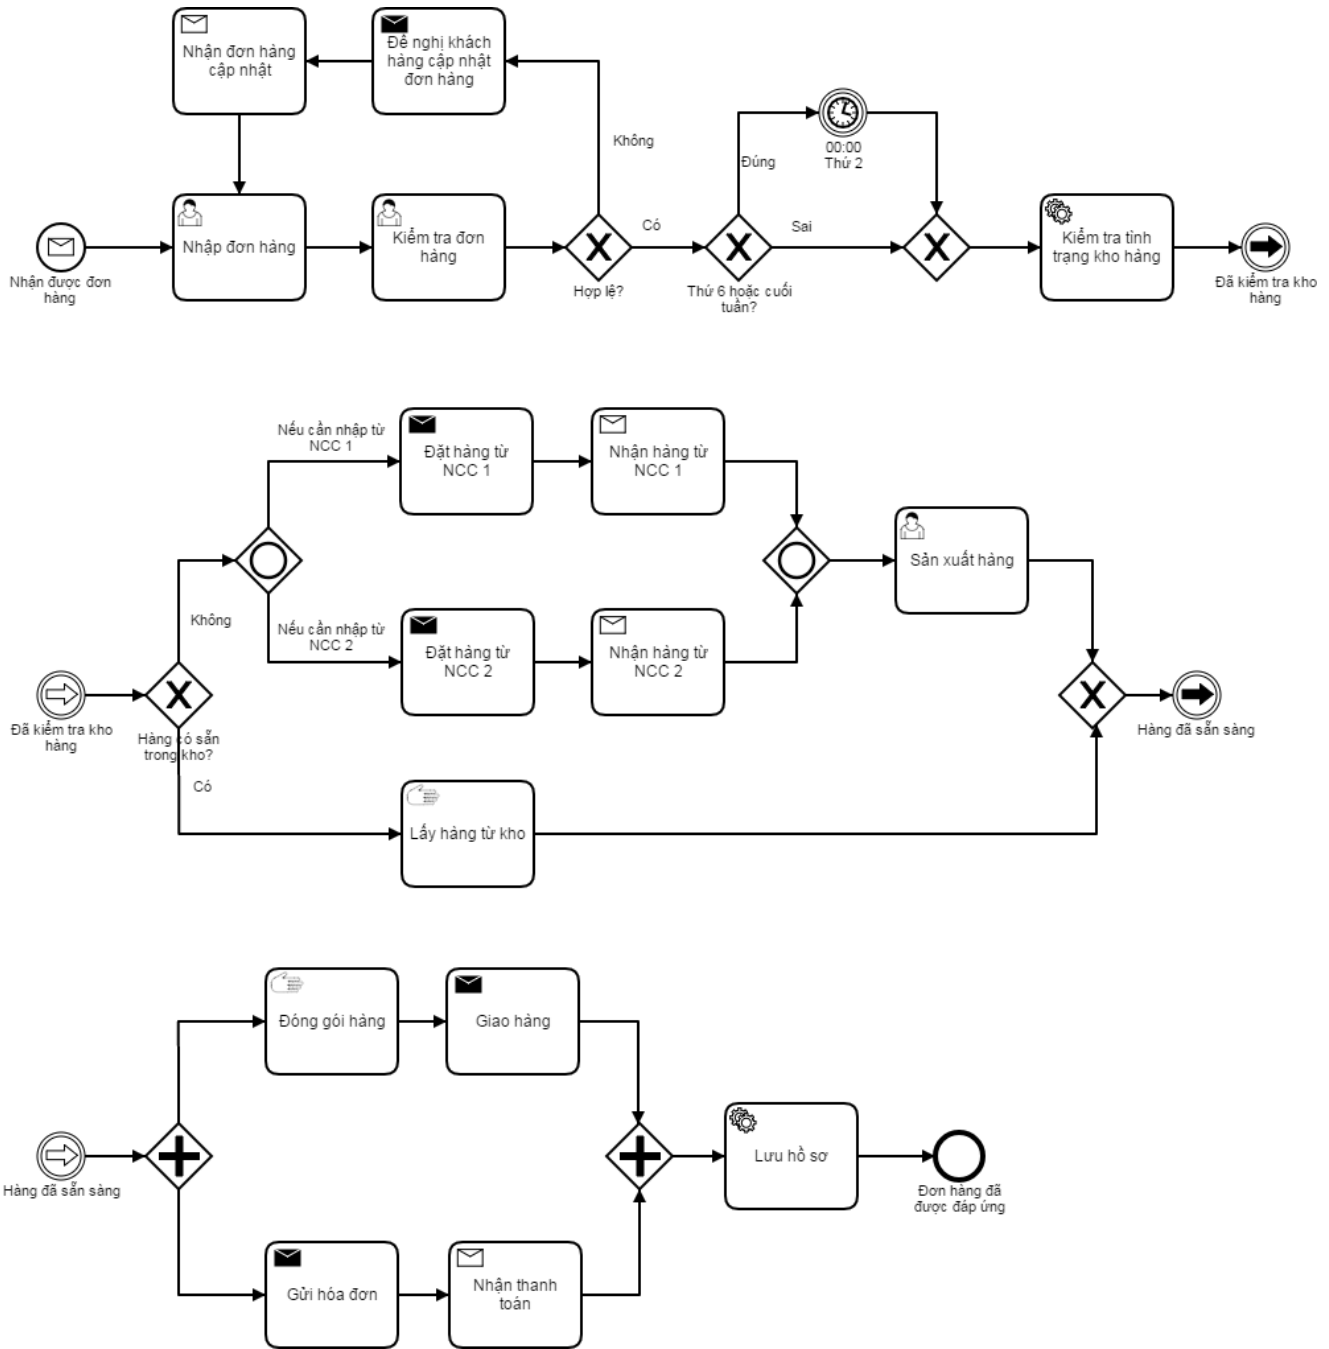 Nhận đơn hàng
cập nhật
Đề nghị khách
hàng cập nhật
đơn hàng
Không
Đúng
00:00
Thứ 2
Nhận được đơn
hàng
Nhập đơn hàng
Kiểm tra đơn
hàng
Hợp lệ?
Có
Thứ 6 hoặc cuối
tuần?
Sai
Kiểm tra tình
trạng kho hàng
Đã kiểm tra kho
hàng
Nếu cần nhập từ
NCC 1
Đặt hàng từ
NCC 1
Nhận hàng từ
NCC 1
Sản xuất hàng
Không
Nếu cần nhập từ
NCC 2
Đặt hàng từ
NCC 2
Nhận hàng từ
NCC 2
Đã kiểm tra kho
hàng
Hàng có sẵn
trong kho?
Có
Hàng đã sẵn sàng
Lấy hàng từ kho
Đóng gói hàng
Giao hàng
Hàng đã sẵn sàng
Lưu hồ sơ
Đơn hàng đã
được đáp ứng
Gửi hóa đơn
Nhận thanh
toán